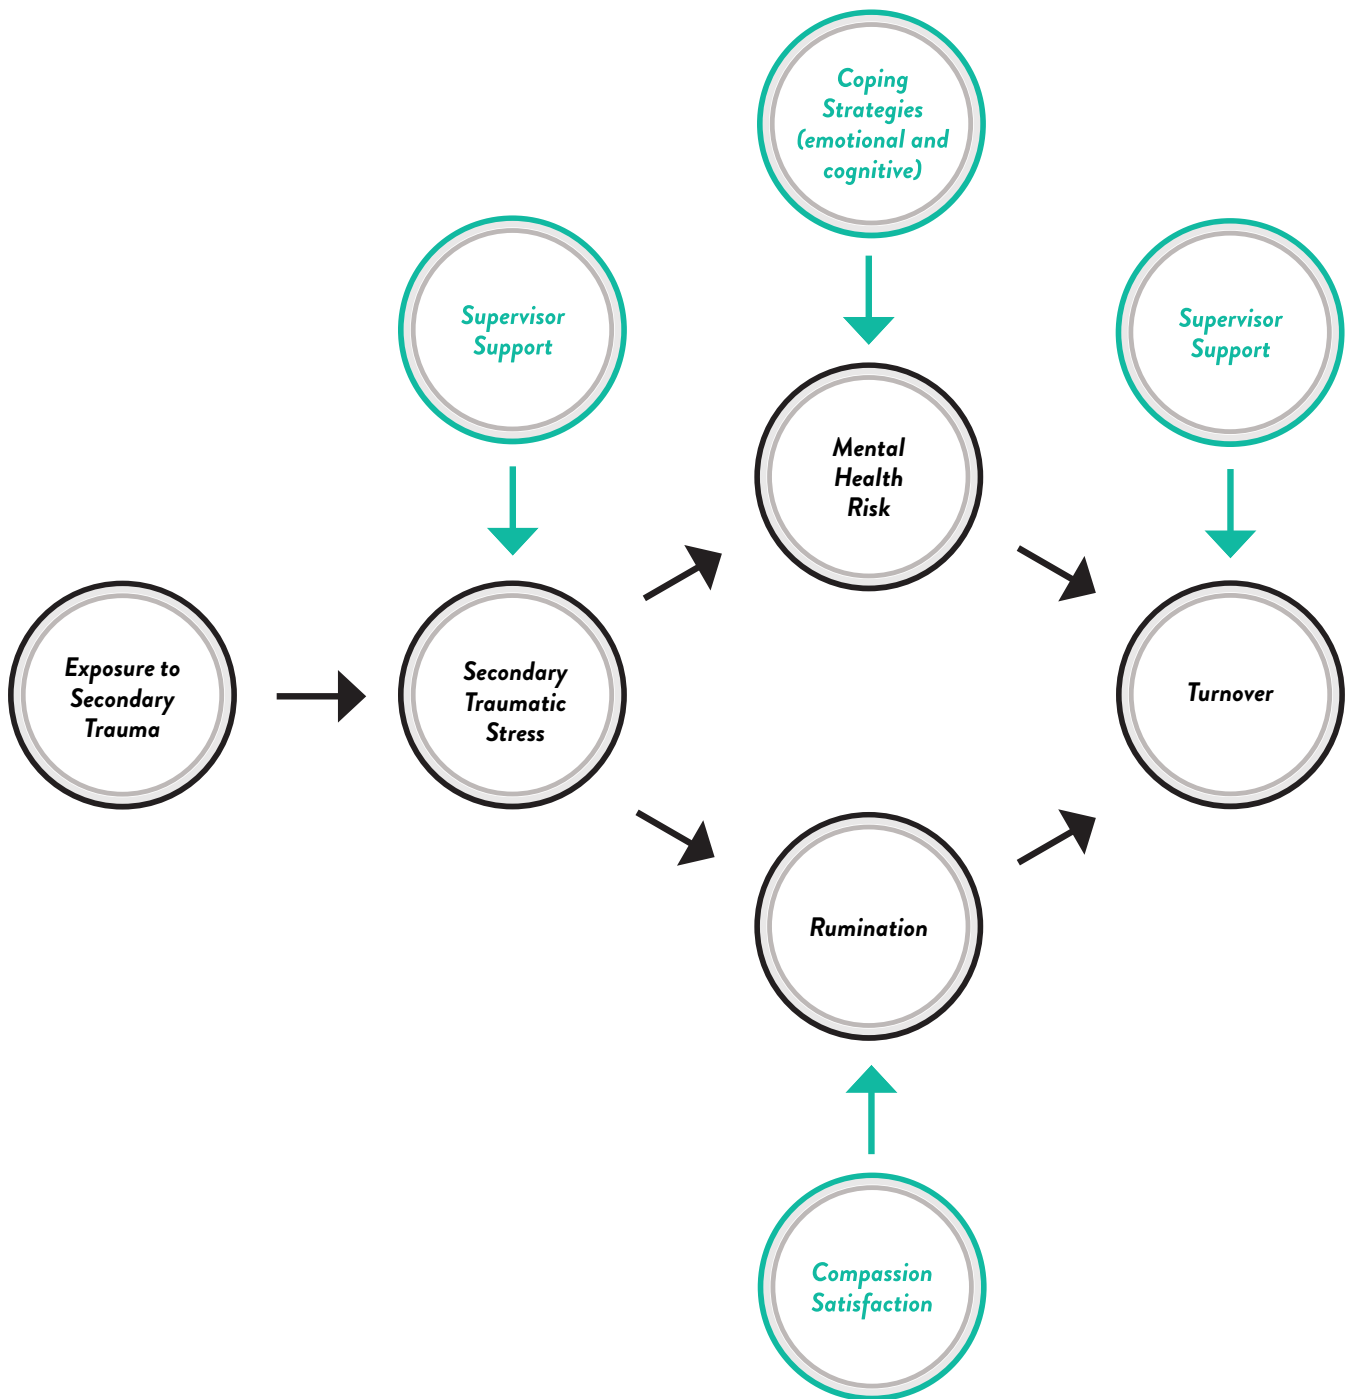 Coping
Strategies
(emotional and
cognitive)
Supervisor
Support
Supervisor
Support
Mental
Health
Risk
Exposure to
Secondary
Trauma
Secondary
Traumatic
Stress
Turnover
Rumination
Compassion
Satisfaction